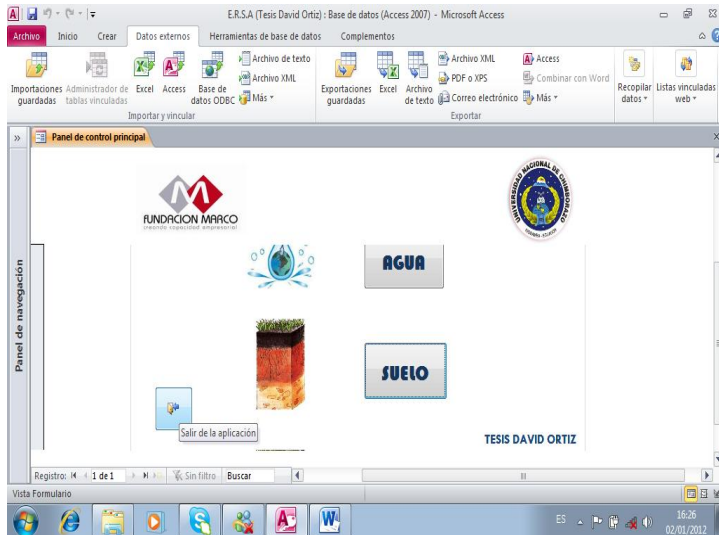 E.R.S.A (Tesis David Ortiz) : Base de datos (Access 2007) - Microsoft Access
Archivo Inicio Crear Datos externos Herramientas de base de datos Complementos
Importaciones guardadas
Administrador de tablas vinculadas
Excel
Access
Base de datos ODBC
Archivo de texto
Archivo XML
Más
Importar y vincular
Exportaciones guardadas
Excel
Archivo de texto
Archivo XML
PDF o XPS
Correo electrónico
Access
Combinar con Word
Más
Exportar
Recopilar datos
Listas vinculadas web
Panel de control principal
Panel de navegación
FUNDACION MARCO
creando capacidad empresarial
UNIVERSIDAD NACIONAL DE CHIMBORAZO
RIOBAMBA - ECUADOR
AGUA
SUELO
Salir de la aplicación
TESIS DAVID ORTIZ
Registro: 1 de 1 Sin filtro Buscar
Vista Formulario
ES 16:26
02/01/2012